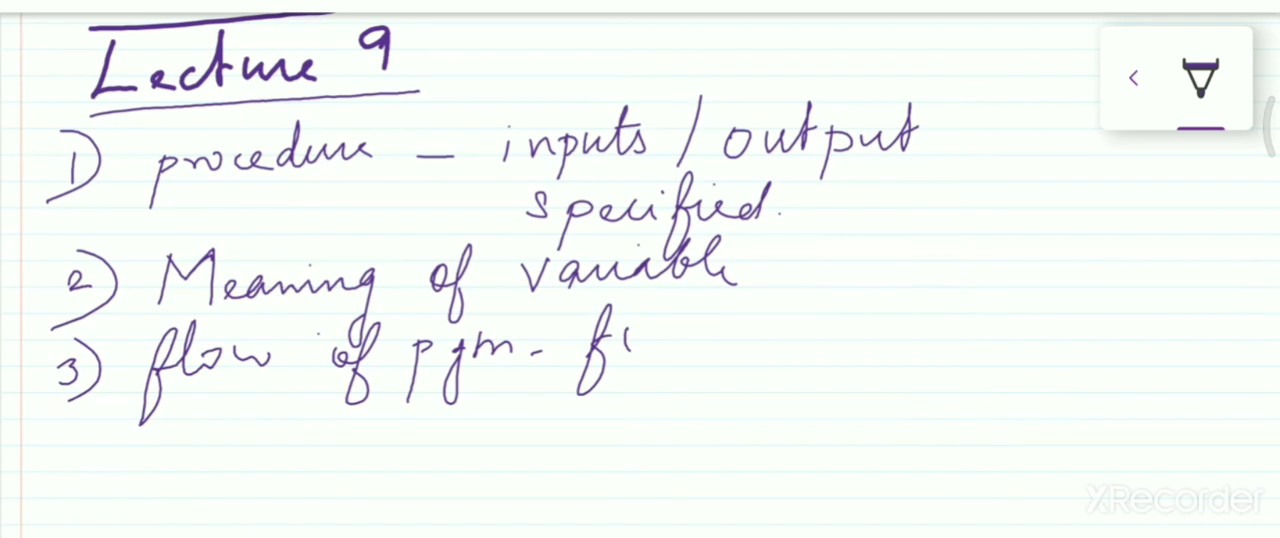 Lecture 9
1) procedure - inputs / output
specified.
2) Meaning of variable
3) flow of pgm -
XRecorder